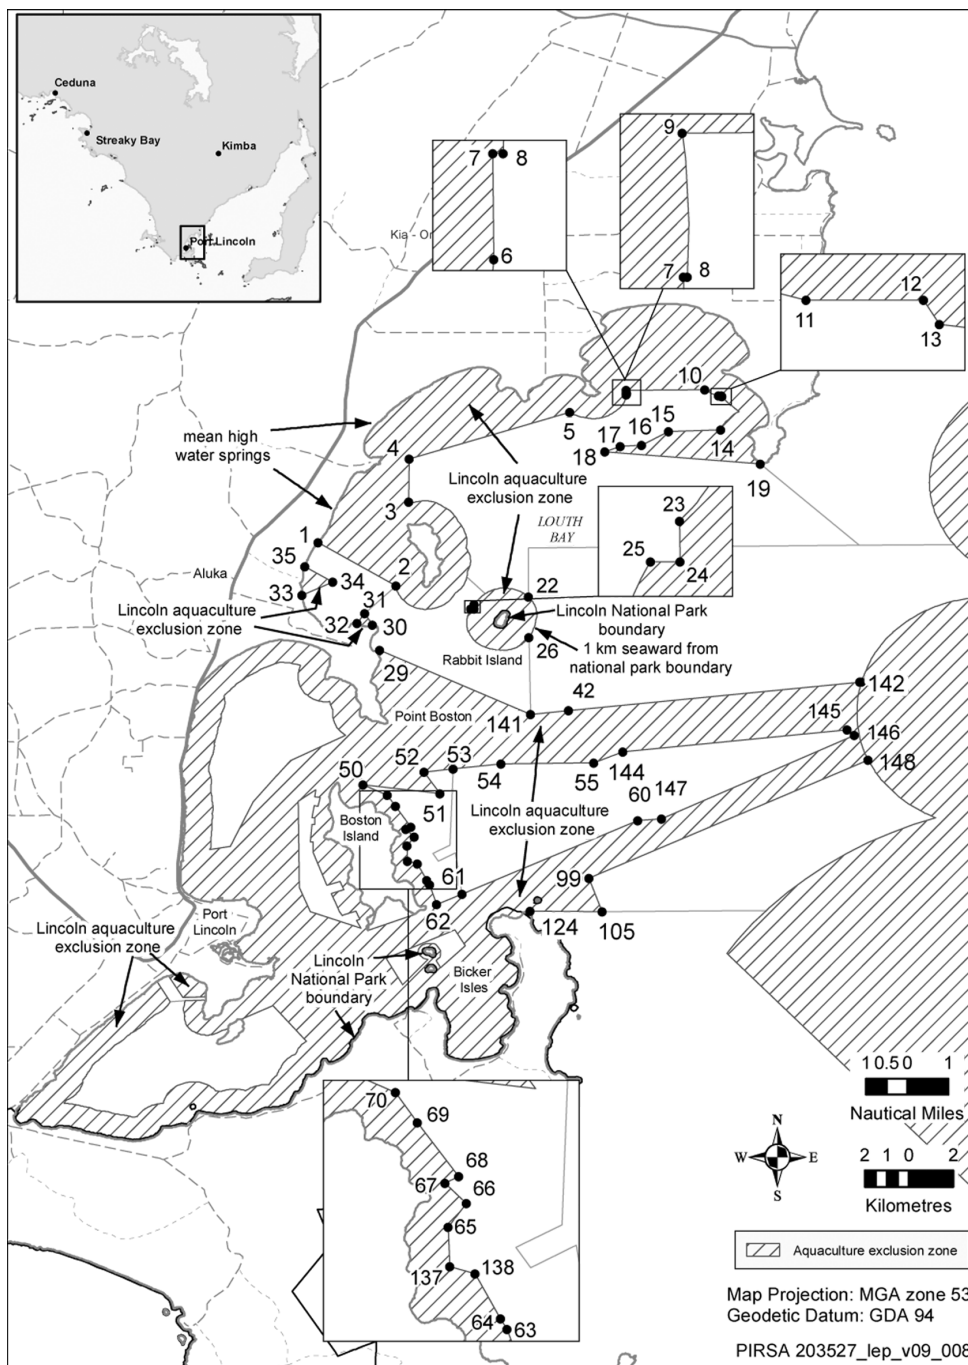 Ceduna
Streaky Bay
Kimba
Port Lincoln
7
8
6
9
7
8
11
12
13
Kia - Or
10
5
15
16
17
14
18
19
mean high
water springs
4
Lincoln aquaculture
exclusion zone
3
LOUTH
BAY
23
25
24
1
35
Aluka
34
2
33
22
31
Lincoln aquaculture
exclusion zone
32
30
Lincoln National Park
boundary
26
1 km seaward from
national park boundary
Rabbit Island
29
142
42
Point Boston
141
145
146
52
53
54
55
144
148
50
51
Boston
Island
Lincoln aquaculture
exclusion zone
60
147
61
99
62
124
105
Port
Lincoln
Lincoln aquaculture
exclusion zone
Lincoln
National Park
boundary
Bicker
Isles
70
69
68
67
66
65
137
138
64
63
1 0.5 0 1
Nautical Miles
N
W
E
S
2 1 0 2
Kilometres
Aquaculture exclusion zone
Map Projection: MGA zone 53
Geodetic Datum: GDA 94
PIRSA 203527_lep_v09_008